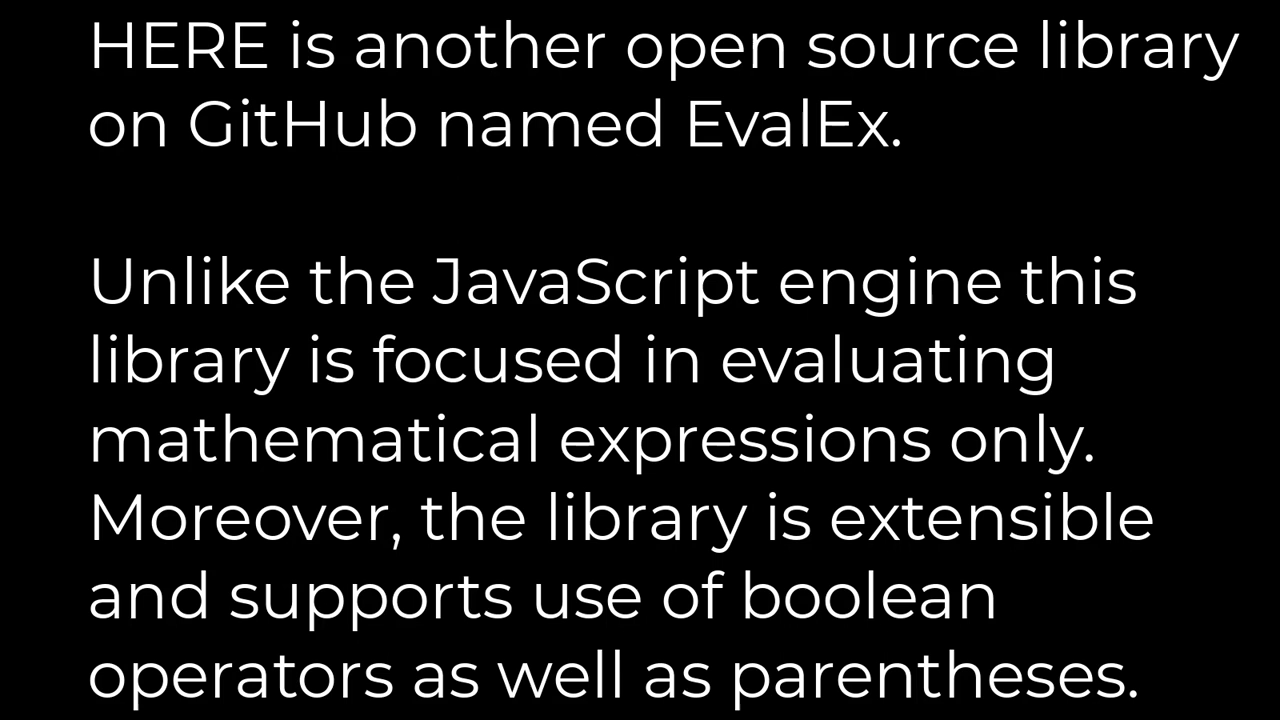 HERE is another open source library
on GitHub named EvalEx.
Unlike the JavaScript engine this
library is focused in evaluating
mathematical expressions only.
Moreover, the library is extensible
and supports use of boolean
operators as well as parentheses.